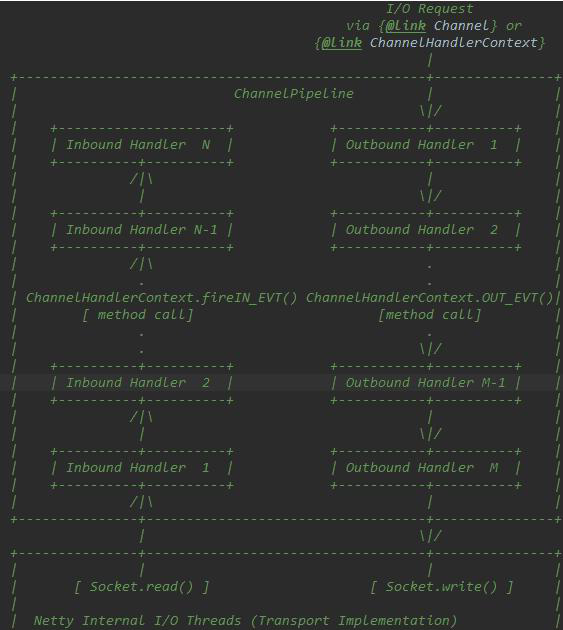 I/O Request
via {@link Channel} or
{@link ChannelHandlerContext}
|
+---------------------------------------------------+---------------+
|                           ChannelPipeline         |               |
|                                                  \|/              |
|    +---------------------+            +-----------+----------+    |
|    | Inbound Handler  N  |            | Outbound Handler  1  |    |
|    +----------+----------+            +-----------+----------+    |
|              /|\                                  |               |
|               |                                  \|/              |
|    +----------+----------+            +-----------+----------+    |
|    | Inbound Handler N-1 |            | Outbound Handler  2  |    |
|    +----------+----------+            +-----------+----------+    |
|              /|\                                  .               |
|               .                                   .               |
| ChannelHandlerContext.fireIN_EVT() ChannelHandlerContext.OUT_EVT()|
|        [ method call]                       [method call]         |
|               .                                   .               |
|               .                                  \|/              |
|    +----------+----------+            +-----------+----------+    |
|    | Inbound Handler  2  |            | Outbound Handler M-1 |    |
|    +----------+----------+            +-----------+----------+    |
|              /|\                                  |               |
|               |                                  \|/              |
|    +----------+----------+            +-----------+----------+    |
|    | Inbound Handler  1  |            | Outbound Handler  M  |    |
|    +----------+----------+            +-----------+----------+    |
|              /|\                                  |               |
+---------------+-----------------------------------+---------------+
                |                                  \|/
+---------------+-----------------------------------+---------------+
|               |                                   |               |
|       [ Socket.read() ]                    [ Socket.write() ]     |
|                                                                   |
|  Netty Internal I/O Threads (Transport Implementation)            |